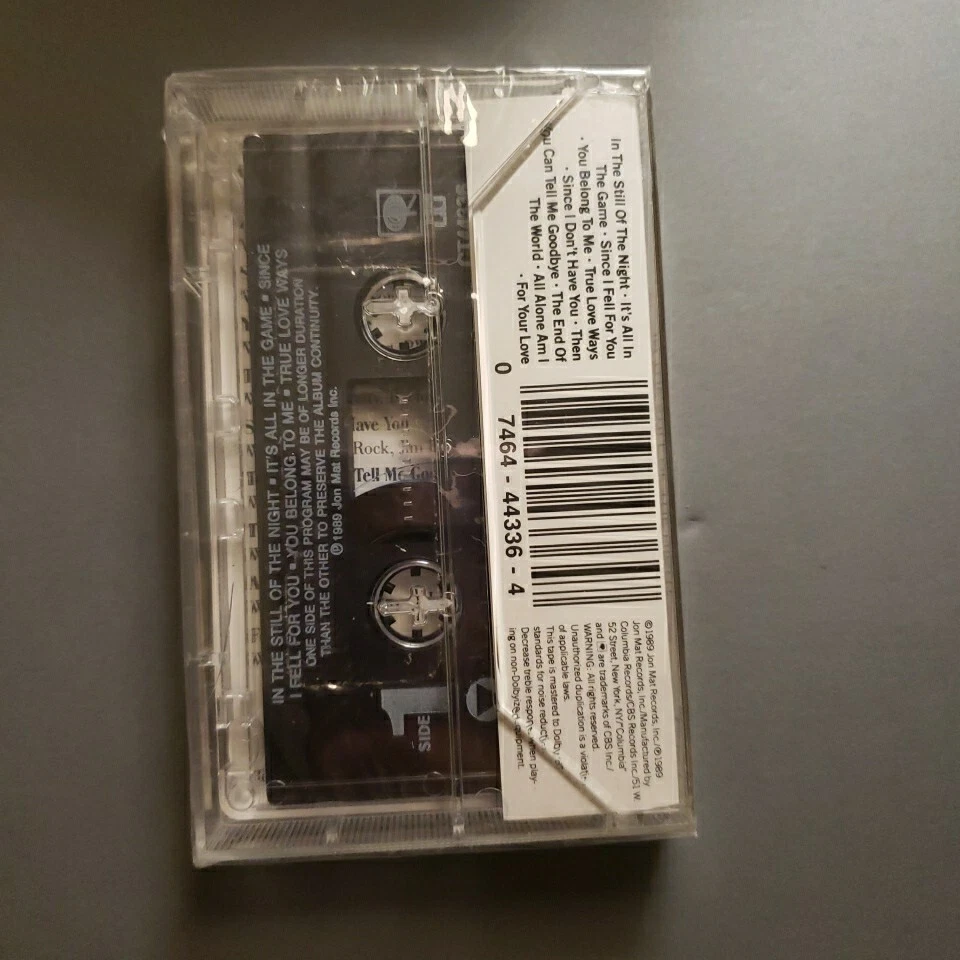 In The Still Of The Night · It's All In
The Game · Since I Fell For You
· You Belong To Me · True Love Ways
· Since I Don't Have You · Then
You Can Tell Me Goodbye · The End Of
The World · All Alone Am I
· For Your Love
0 7464 - 44336 - 4
©1989 Jon Mat Records, Inc./℗1989
Jon Mat Records, Inc./Manufactured by
Columbia Records/CBS Records Inc./51 W.
52 Street, New York, NY/"Columbia"
and are trademarks of CBS Inc./
WARNING: All rights reserved.
Unauthorized duplication is a violati-
of applicable laws.
This tape is mastered to Dolby
standards for noise reduct
Decrease treble respon when play-
ing on non-Dolbyized equipment.
IN THE STILL OF THE NIGHT ▪ IT'S ALL IN THE GAME ▪ SINCE
I FELL FOR YOU ▪ YOU BELONG TO ME ▪ TRUE LOVE WAYS
ONE SIDE OF THIS PROGRAM MAY BE OF LONGER DURATION
THAN THE OTHER TO PRESERVE THE ALBUM CONTINUITY.
℗1989 Jon Mat Records Inc.
Have You
Rock, Jim
Tell Me Goo
SIDE 1